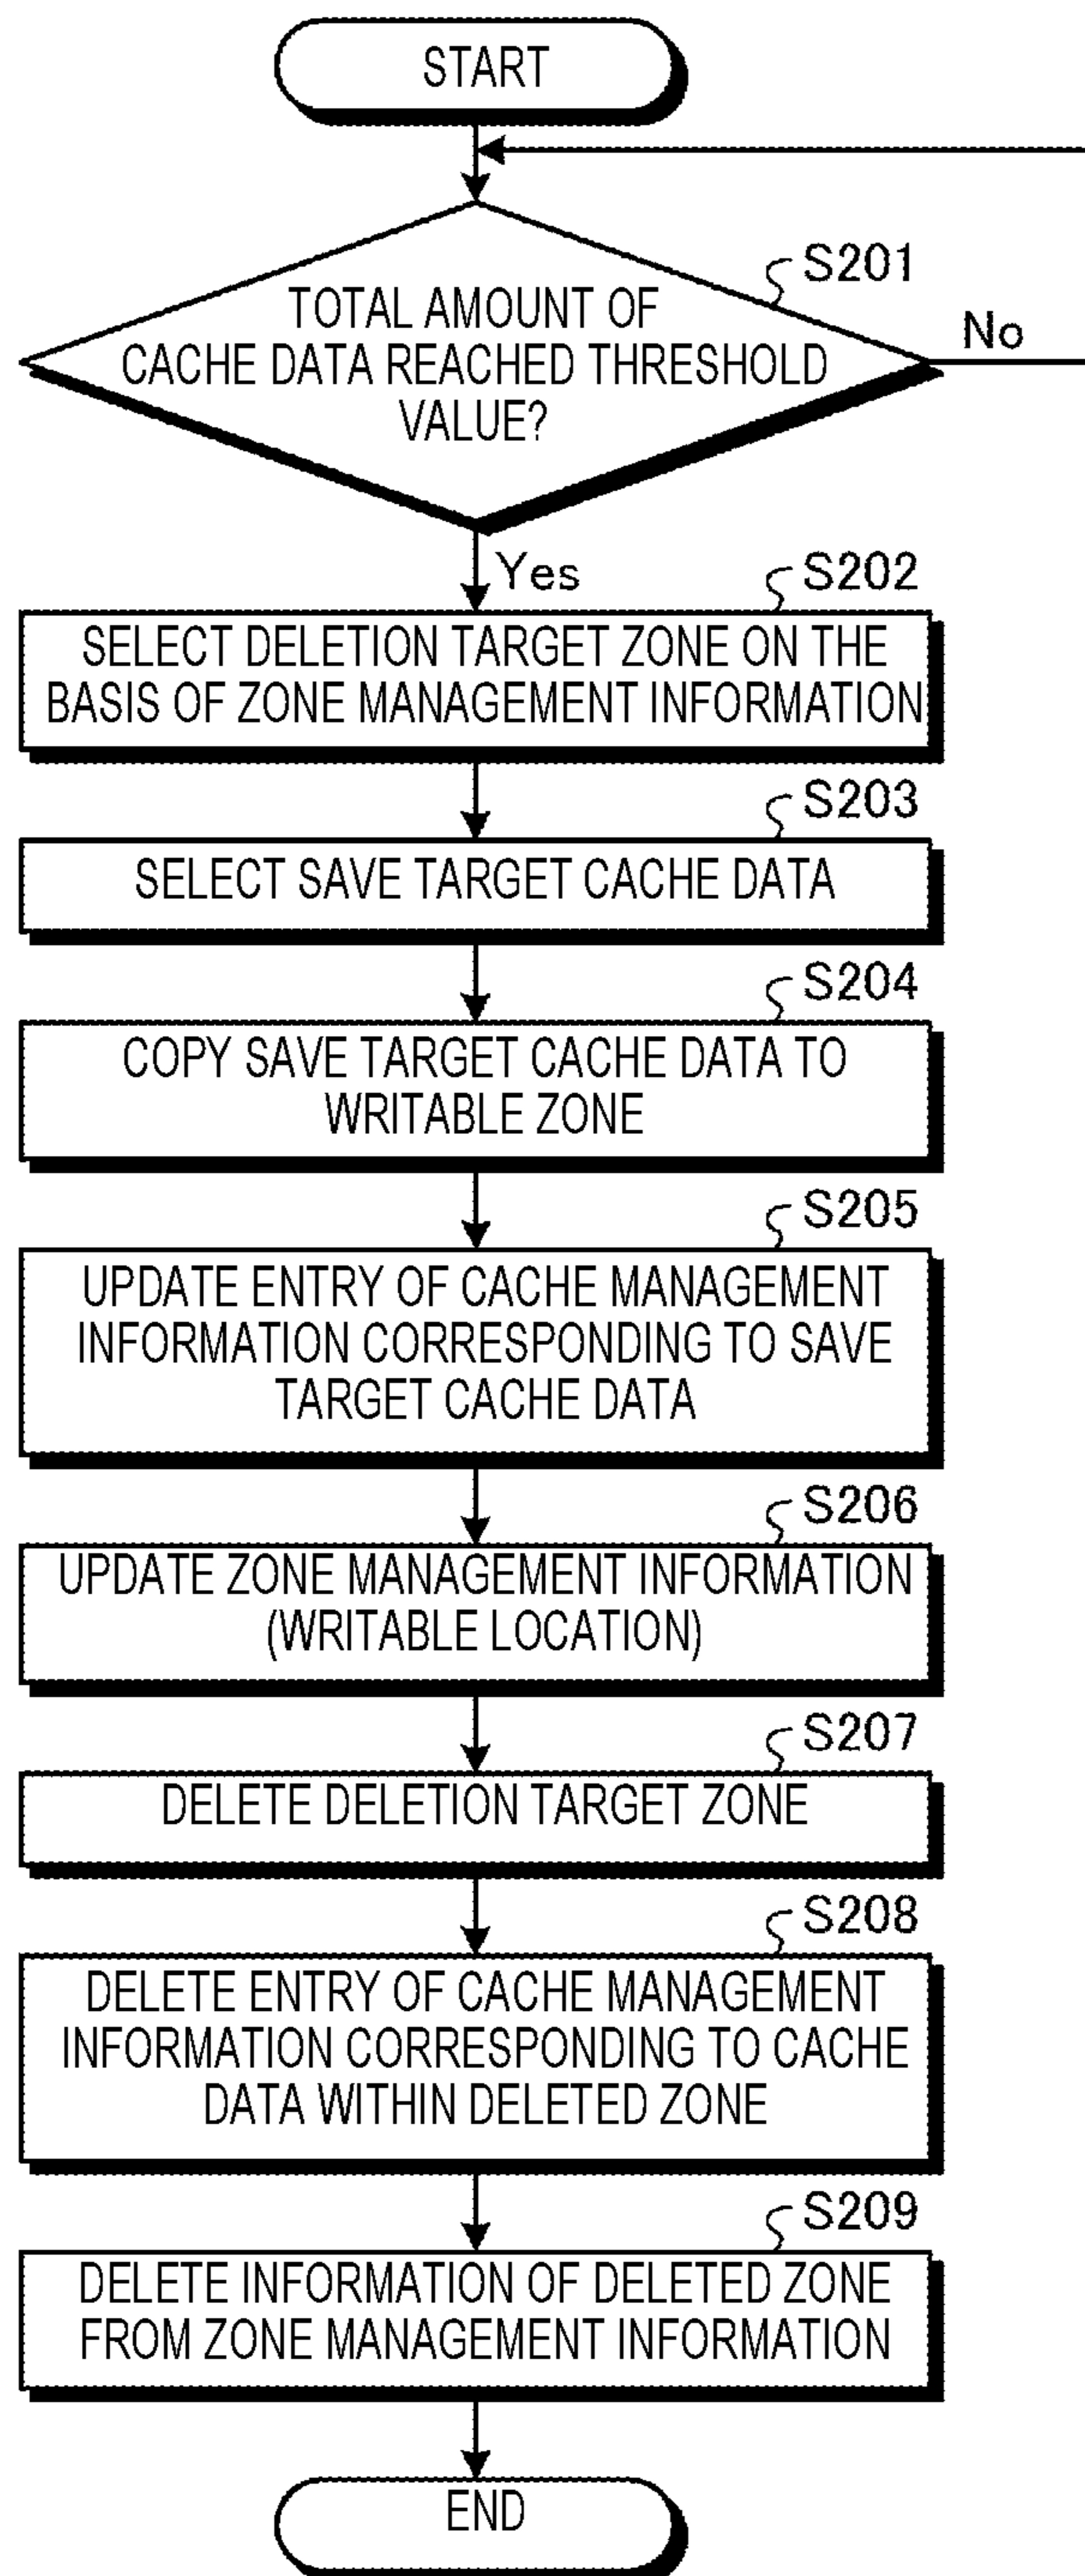 START
S201
TOTAL AMOUNT OF
CACHE DATA REACHED THRESHOLD
VALUE?
No
Yes
S202
SELECT DELETION TARGET ZONE ON THE
BASIS OF ZONE MANAGEMENT INFORMATION
S203
SELECT SAVE TARGET CACHE DATA
S204
COPY SAVE TARGET CACHE DATA TO
WRITABLE ZONE
S205
UPDATE ENTRY OF CACHE MANAGEMENT
INFORMATION CORRESPONDING TO SAVE
TARGET CACHE DATA
S206
UPDATE ZONE MANAGEMENT INFORMATION
(WRITABLE LOCATION)
S207
DELETE DELETION TARGET ZONE
S208
DELETE ENTRY OF CACHE MANAGEMENT
INFORMATION CORRESPONDING TO CACHE
DATA WITHIN DELETED ZONE
S209
DELETE INFORMATION OF DELETED ZONE
FROM ZONE MANAGEMENT INFORMATION
END